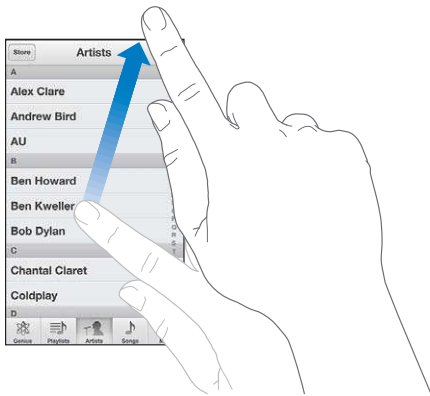 Store Artists
A
Alex Clare
Andrew Bird
AU
B
Ben Howard
Ben Kweller
Bob Dylan
C
Chantal Claret
Coldplay
D
Genius Playlists Artists Songs